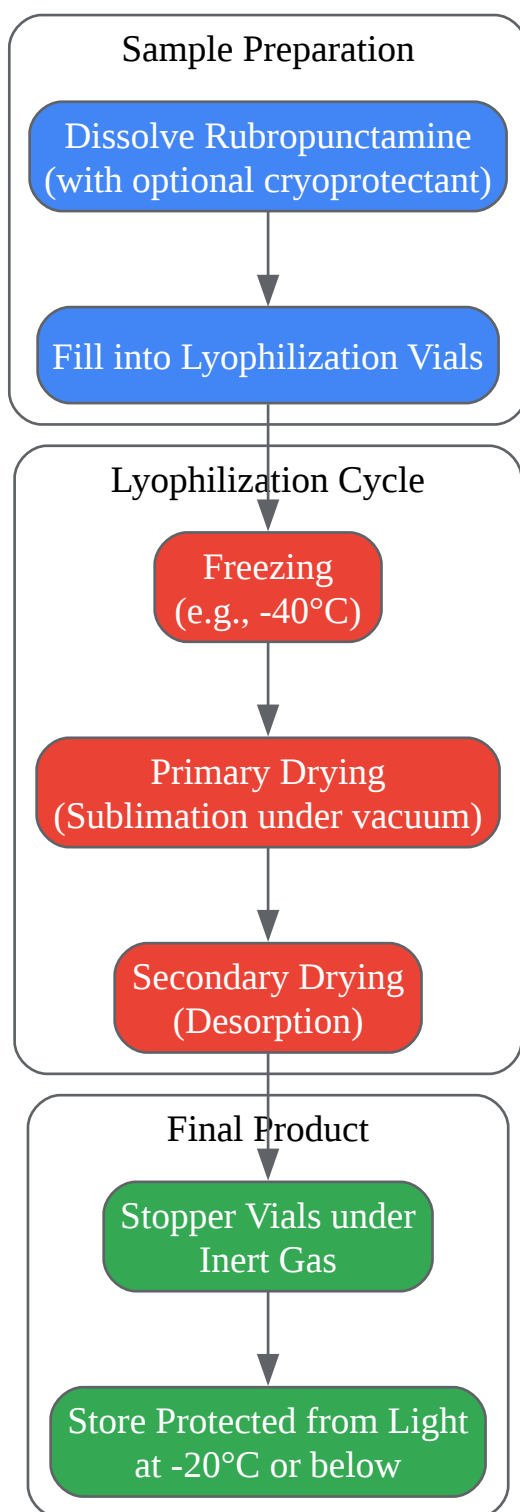 Sample Preparation
Dissolve Rubropunctamine
(with optional cryoprotectant)
Fill into Lyophilization Vials
Lyophilization Cycle
Freezing
(e.g., -40°C)
Primary Drying
(Sublimation under vacuum)
Secondary Drying
(Desorption)
Final Product
Stopper Vials under
Inert Gas
Store Protected from Light
at -20°C or below